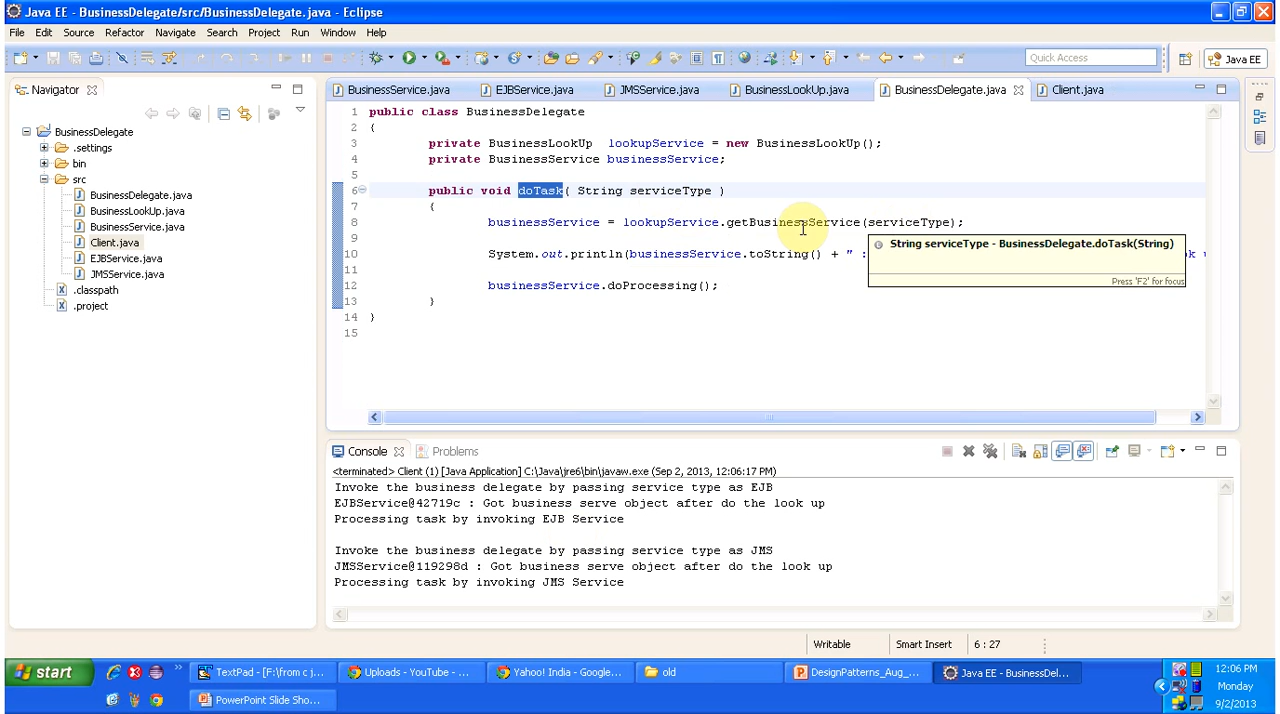 Java EE - BusinessDelegate/src/BusinessDelegate.java - Eclipse
File Edit Source Refactor Navigate Search Project Run Window Help
Quick Access
Java EE
Navigator
BusinessDelegate
.settings
bin
src
BusinessDelegate.java
BusinessLookUp.java
BusinessService.java
Client.java
EJBService.java
JMSService.java
.classpath
.project
BusinessService.java EJBService.java JMSService.java BusinessLookUp.java BusinessDelegate.java Client.java
1 public class BusinessDelegate
2 {
3 private BusinessLookUp lookupService = new BusinessLookUp();
4 private BusinessService businessService;
5
6 public void doTask( String serviceType )
7 {
8 businessService = lookupService.getBusinessService(serviceType);
9
String serviceType - BusinessDelegate.doTask(String)
10 System.out.println(businessService.toString() + " :
11
Press 'F2' for focus
12 businessService.doProcessing();
13 }
14 }
15
Console Problems
<terminated> Client (1) [Java Application] C:\Java\jre6\bin\javaw.exe (Sep 2, 2013, 12:06:17 PM)
Invoke the business delegate by passing service type as EJB
EJBService@42719c : Got business serve object after do the look up
Processing task by invoking EJB Service
Invoke the business delegate by passing service type as JMS
JMSService@119298d : Got business serve object after do the look up
Processing task by invoking JMS Service
Writable Smart Insert 6 : 27
start
TextPad - [F:\from c j... Uploads - YouTube - ... Yahoo! India - Google... old DesignPatterns_Aug_... Java EE - BusinessDel...
PowerPoint Slide Sho...
12:06 PM
Monday
9/2/2013